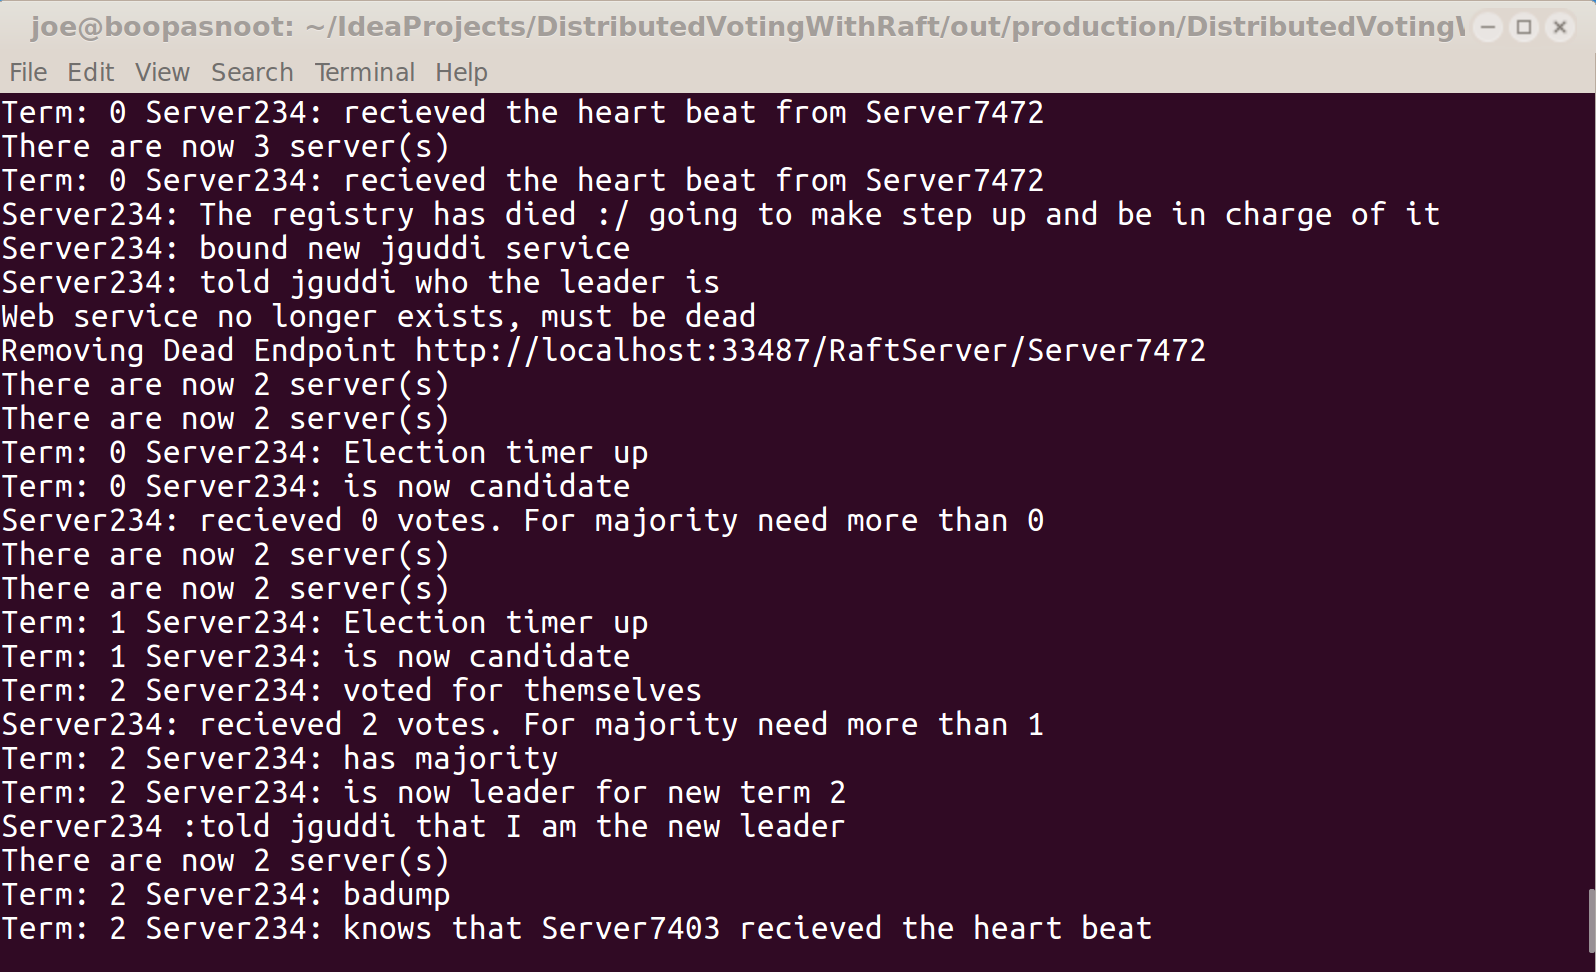 joe@boopasnoot: ~/IdeaProjects/DistributedVotingWithRaft/out/production/DistributedVoting
File Edit View Search Terminal Help
Term: 0 Server234: recieved the heart beat from Server7472
There are now 3 server(s)
Term: 0 Server234: recieved the heart beat from Server7472
Server234: The registry has died :/ going to make step up and be in charge of it
Server234: bound new jguddi service
Server234: told jguddi who the leader is
Web service no longer exists, must be dead
Removing Dead Endpoint http://localhost:33487/RaftServer/Server7472
There are now 2 server(s)
There are now 2 server(s)
Term: 0 Server234: Election timer up
Term: 0 Server234: is now candidate
Server234: recieved 0 votes. For majority need more than 0
There are now 2 server(s)
There are now 2 server(s)
Term: 1 Server234: Election timer up
Term: 1 Server234: is now candidate
Term: 2 Server234: voted for themselves
Server234: recieved 2 votes. For majority need more than 1
Term: 2 Server234: has majority
Term: 2 Server234: is now leader for new term 2
Server234 :told jguddi that I am the new leader
There are now 2 server(s)
Term: 2 Server234: badump
Term: 2 Server234: knows that Server7403 recieved the heart beat